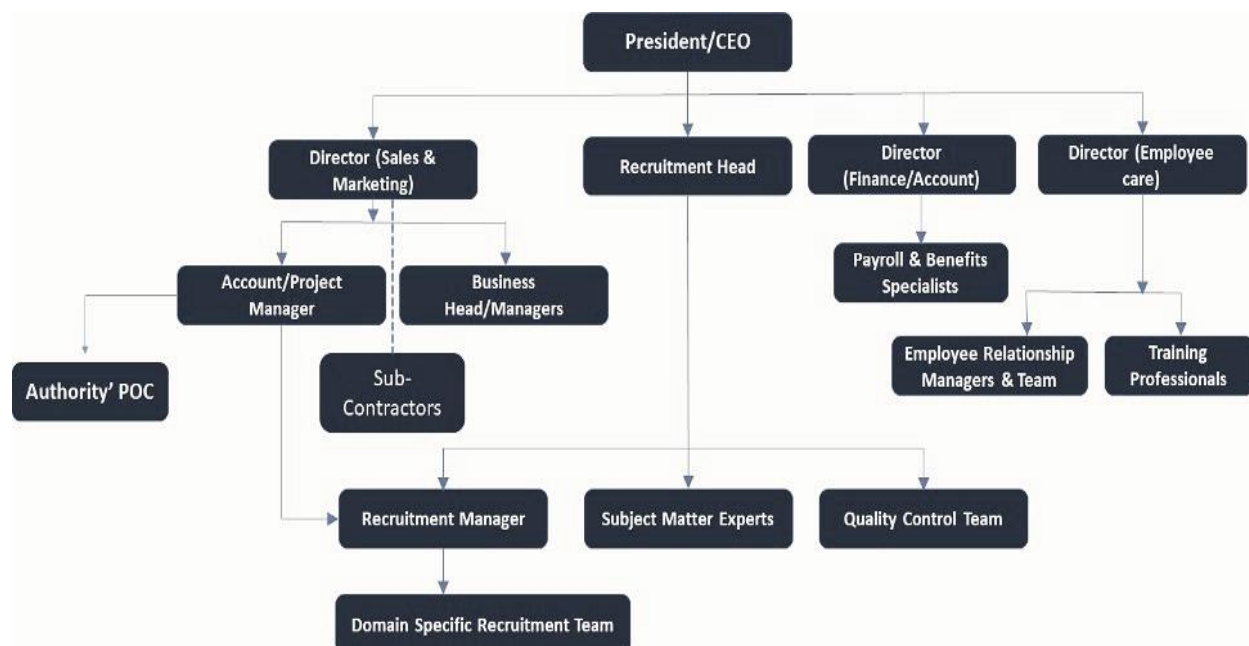 President/CEO
Director (Sales &
Marketing)
Recruitment Head
Director
(Finance/Account)
Director (Employee
care)
Account/Project
Manager
Business
Head/Managers
Payroll & Benefits
Specialists
Authority' POC
Sub-
Contractors
Employee Relationship
Managers & Team
Training
Professionals
Recruitment Manager
Subject Matter Experts
Quality Control Team
Domain Specific Recruitment Team